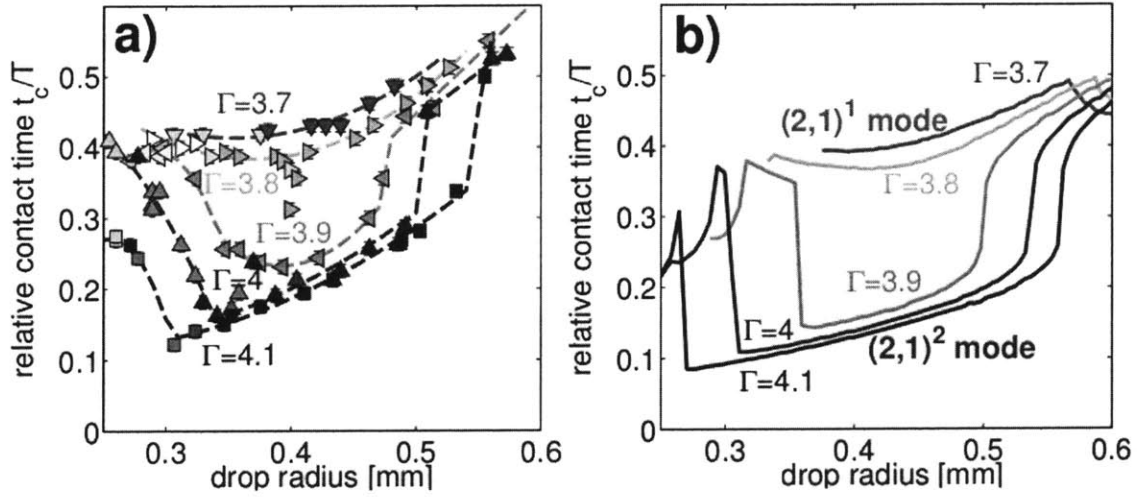 a)
relative contact time t_c/T
0.5
0.4
0.3
0.2
0.1
0
Γ=3.7
Γ=3.8
Γ=3.9
Γ=4
Γ=4.1
0.3 0.4 0.5 0.6
drop radius [mm]
b)
relative contact time t_c/T
0.5
0.4
0.3
0.2
0.1
0
Γ=3.7
(2,1)¹ mode
Γ=3.8
Γ=3.9
Γ=4
(2,1)² mode
Γ=4.1
0.3 0.4 0.5 0.6
drop radius [mm]